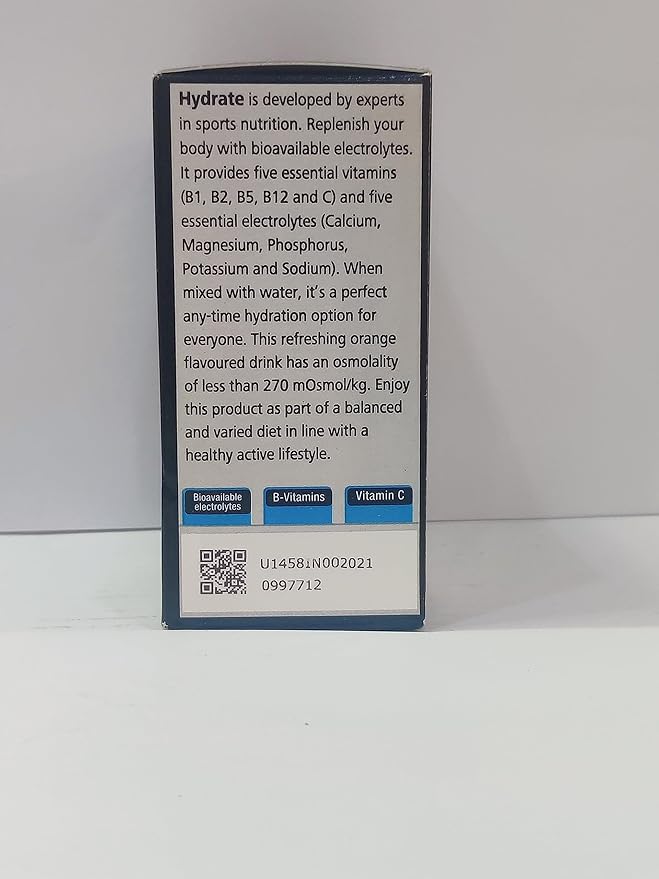 Hydrate is developed by experts
in sports nutrition. Replenish your
body with bioavailable electrolytes.
It provides five essential vitamins
(B1, B2, B5, B12 and C) and five
essential electrolytes (Calcium,
Magnesium, Phosphorus,
Potassium and Sodium). When
mixed with water, it's a perfect
any-time hydration option for
everyone. This refreshing orange
flavoured drink has an osmolality
of less than 270 mOsmol/kg. Enjoy
this product as part of a balanced
and varied diet in line with a
healthy active lifestyle.
Bioavailable
electrolytes
B-Vitamins
Vitamin C
U1458IN002021
0997712